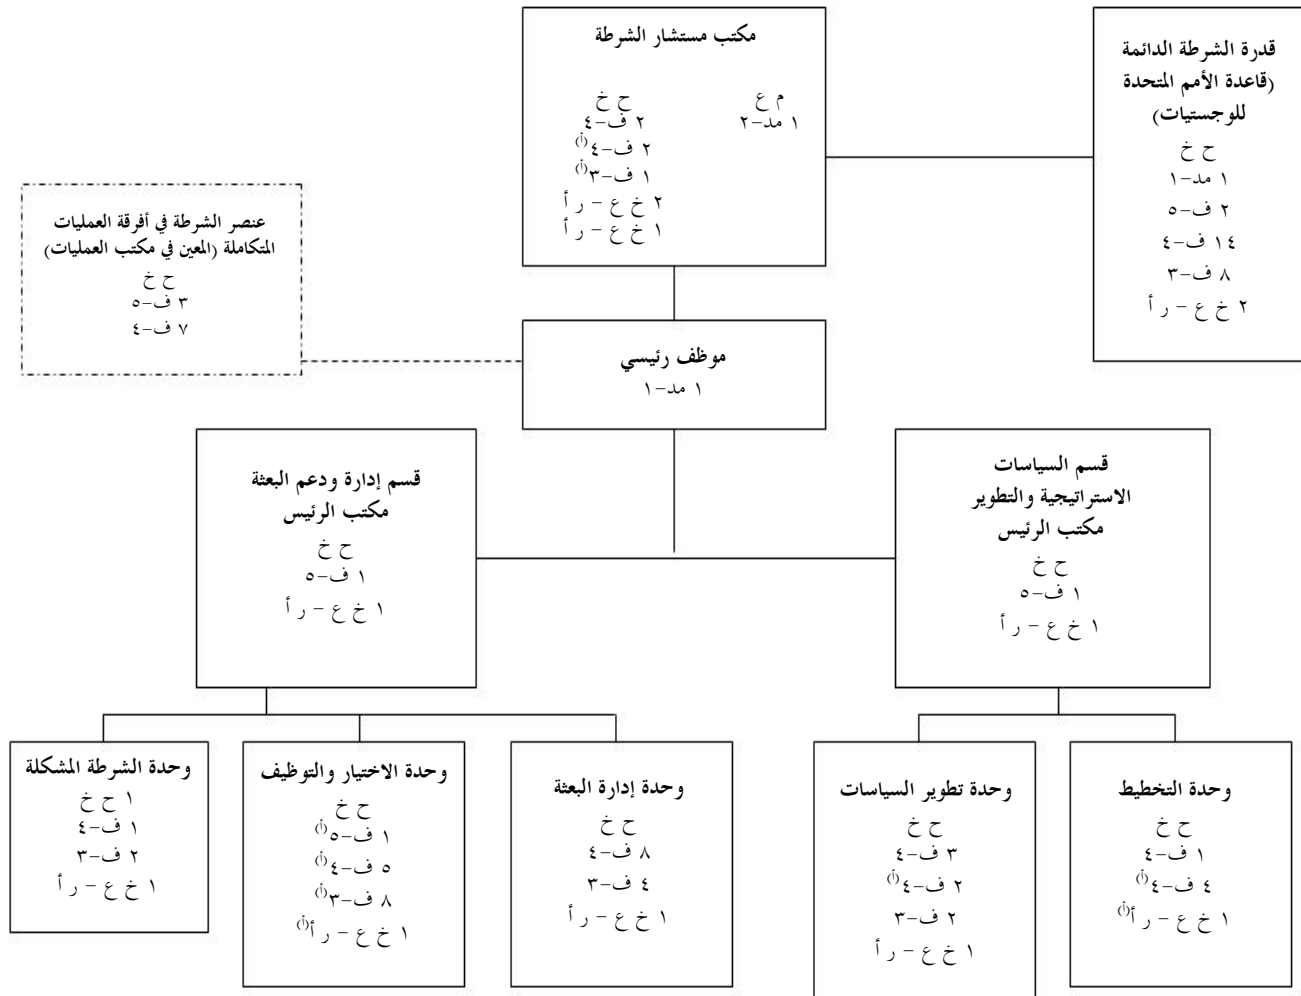 مكتب مستشار الشرطة
م ع
١ مد-٢
ح خ
٢ ف-٤
٢ ف-٤(أ)
١ ف-٣(أ)
٢ خ ع - ر أ
١ خ ع - ر أ
قدرة الشرطة الدائمة
(قاعدة الأمم المتحدة
للوجستيات)
ح خ
١ مد-١
٢ ف-٥
١٤ ف-٤
٨ ف-٣
٢ خ ع - ر أ
عنصر الشرطة في أفرقة العمليات
المتكاملة (المعين في مكتب العمليات)
ح خ
٣ ف-٥
٧ ف-٤
موظف رئيسي
١ مد-١
قسم السياسات
الاستراتيجية والتطوير
مكتب الرئيس
ح خ
١ ف-٥
١ خ ع - ر أ
قسم إدارة ودعم البعثة
مكتب الرئيس
ح خ
١ ف-٥
١ خ ع - ر أ
وحدة التخطيط
ح خ
١ ف-٤
٤ ف-٤(أ)
١ خ ع - ر أ(أ)
وحدة تطوير السياسات
ح خ
٣ ف-٤
٢ ف-٤(أ)
٢ ف-٣
١ خ ع - ر أ
وحدة إدارة البعثة
ح خ
٨ ف-٤
٤ ف-٣
١ خ ع - ر أ
وحدة الاختيار والتوظيف
ح خ
١ ف-٥(أ)
٥ ف-٤(أ)
٨ ف-٣(أ)
١ خ ع - ر أ(أ)
وحدة الشرطة المشكلة
١ ح خ
١ ف-٤
٢ ف-٣
١ خ ع - ر أ